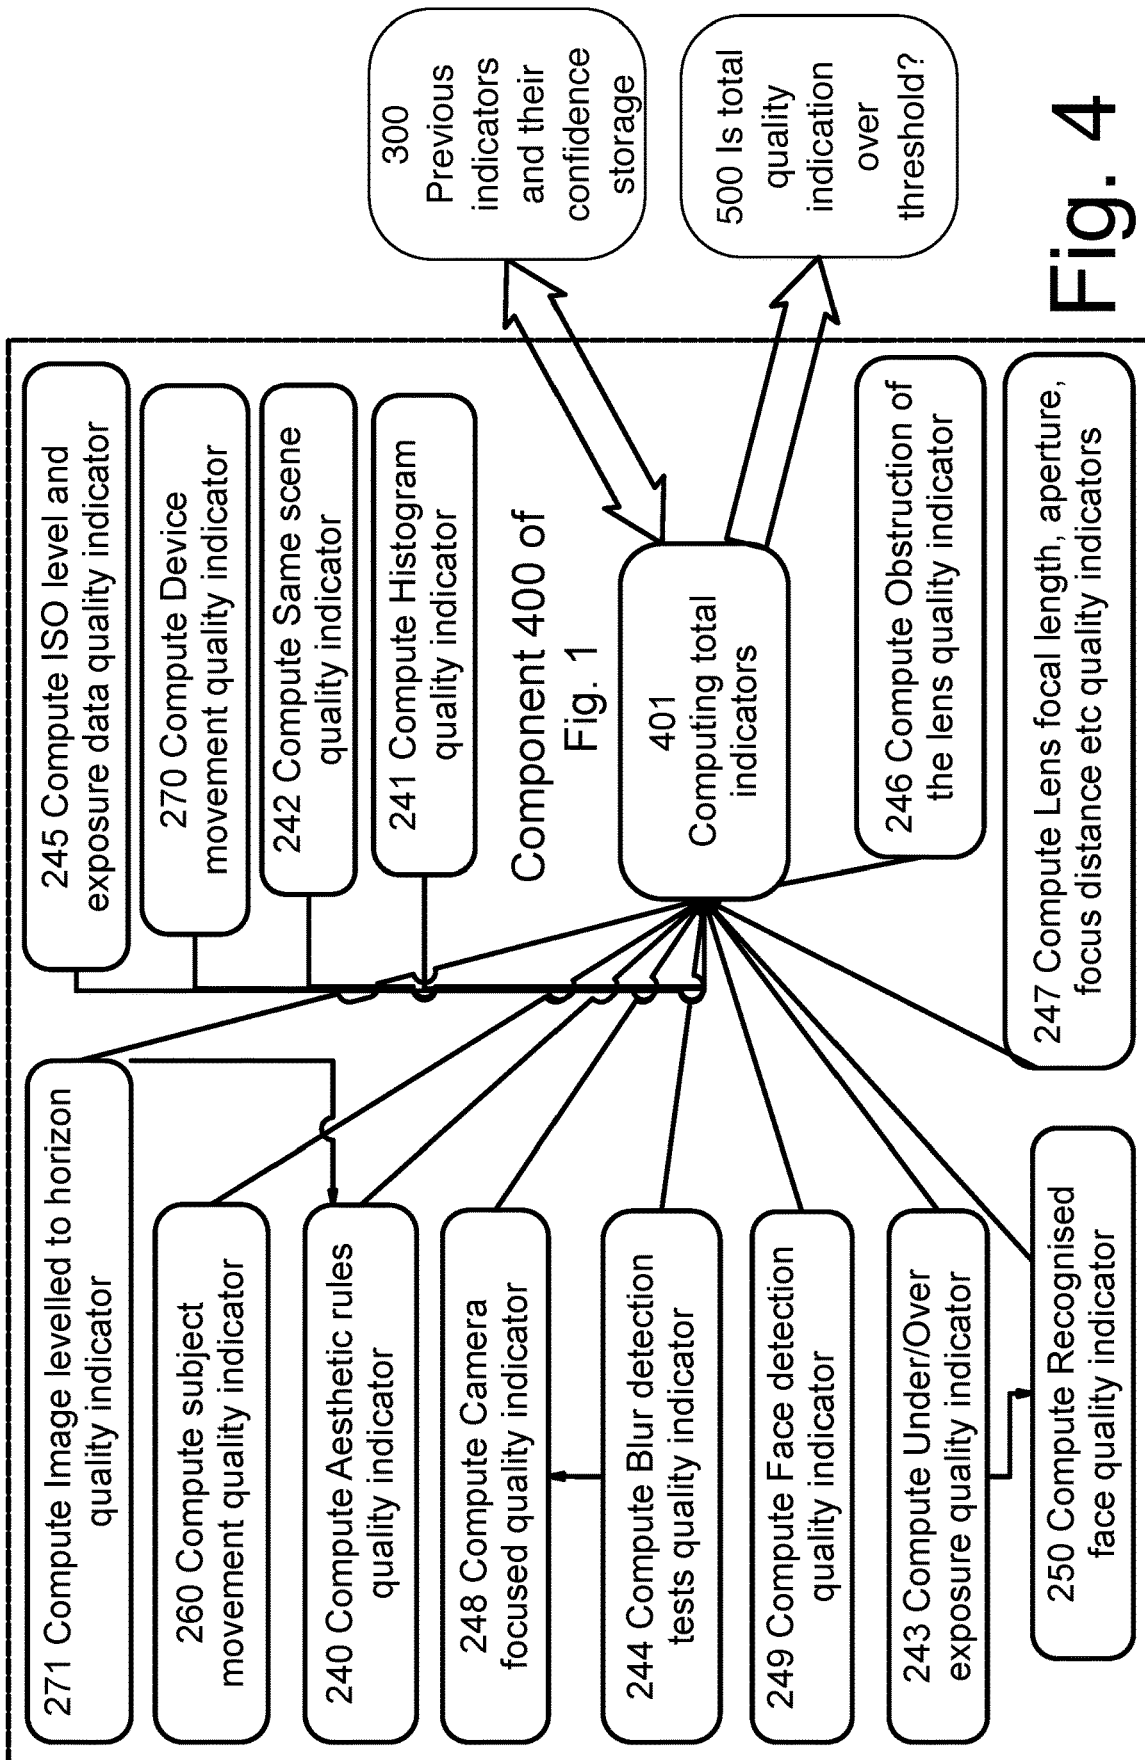 271 Compute Image levelled to horizon
quality indicator
260 Compute subject
movement quality indicator
240 Compute Aesthetic rules
quality indicator
248 Compute Camera
focused quality indicator
244 Compute Blur detection
tests quality indicator
249 Compute Face detection
quality indicator
243 Compute Under/Over
exposure quality indicator
250 Compute Recognised
face quality indicator
245 Compute ISO level and
exposure data quality indicator
270 Compute Device
movement quality indicator
242 Compute Same scene
quality indicator
241 Compute Histogram
quality indicator
Component 400 of
Fig. 1
401
Computing total
indicators
246 Compute Obstruction of
the lens quality indicator
247 Compute Lens focal length, aperture,
focus distance etc quality indicators
300
Previous
indicators
and their
confidence
storage
500 Is total
quality
indication
over
threshold?
Fig. 4